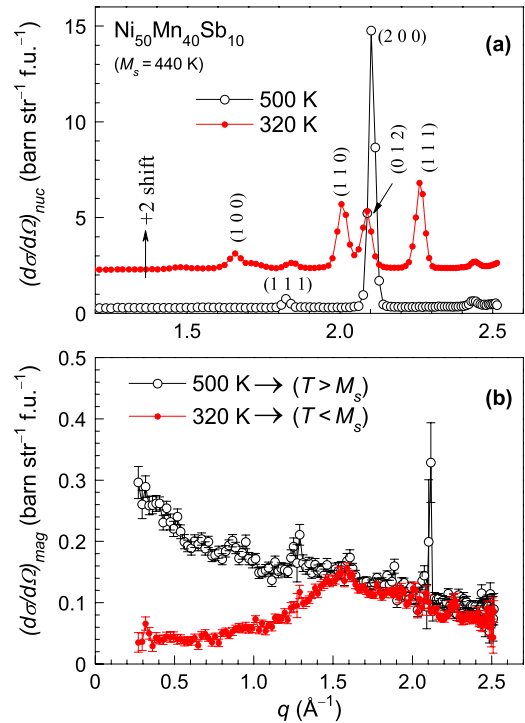 Ni₅₀Mn₄₀Sb₁₀
(a)
(Mₛ = 440 K)
500 K
320 K
(2 0 0)
(0 1 2)
(1 1 1)
(1 1 0)
(1 0 0)
(1 1 1)
+2 shift
(dσ/dΩ)nuc (barn str⁻¹ f.u.⁻¹)
15
10
5
0
1.5
2.0
2.5
(b)
500 K → (T > Mₛ)
320 K → (T < Mₛ)
(dσ/dΩ)mag (barn str⁻¹ f.u.⁻¹)
0.5
0.4
0.3
0.2
0.1
0
0
0.5
1.0
1.5
2.0
2.5
q (Å⁻¹)